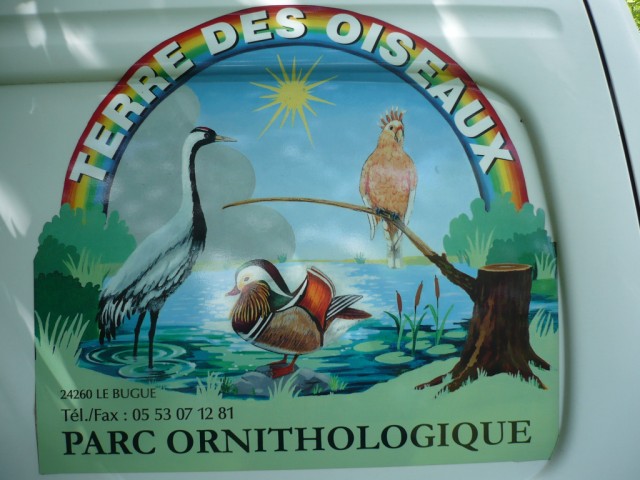 TERRE DES OISEAUX
24260 LE BUGUE
Tél./Fax : 05 53 07 12 81
PARC ORNITHOLOGIQUE